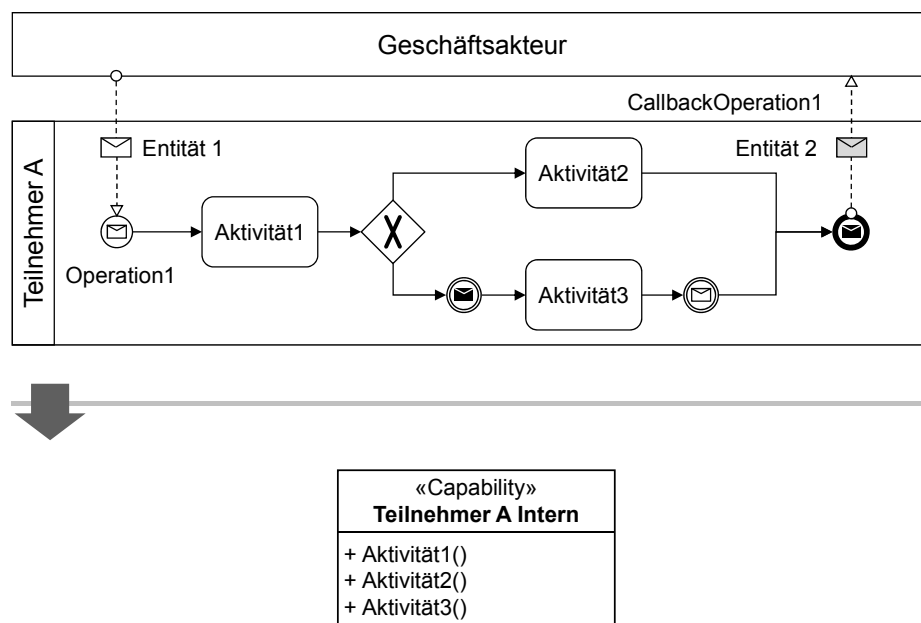 Geschäftsakteur
CallbackOperation1
Teilnehmer A
Entität 1
Entität 2
Aktivität2
Aktivität1
X
Operation1
Aktivität3
«Capability»
Teilnehmer A Intern
+ Aktivität1()
+ Aktivität2()
+ Aktivität3()